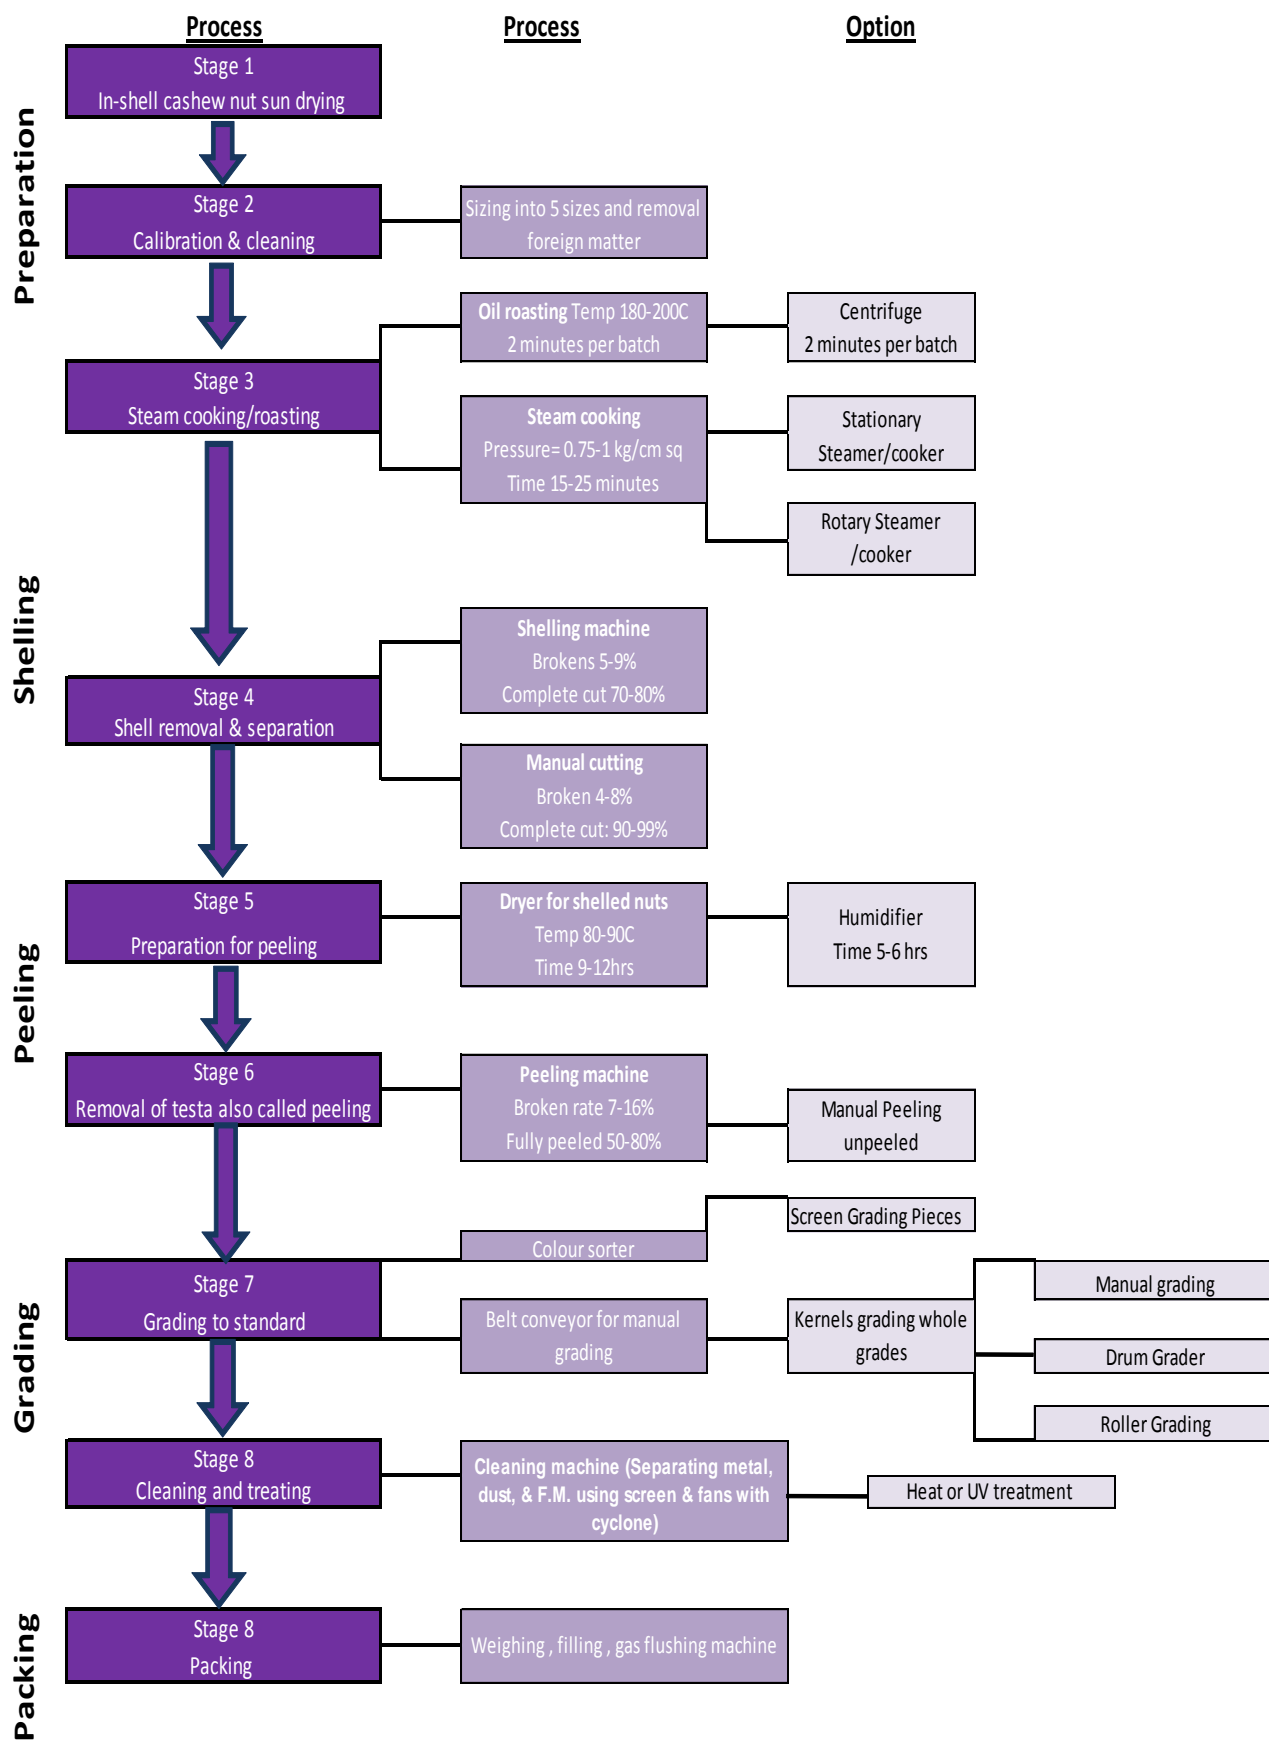 Process
Process
Option
Preparation
Stage 1
In-shell cashew nut sun drying
Stage 2
Calibration & cleaning
Sizing into 5 sizes and removal
foreign matter
Stage 3
Steam cooking/roasting
Oil roasting Temp 180-200C
2 minutes per batch
Centrifuge
2 minutes per batch
Steam cooking
Pressure= 0.75-1 kg/cm sq
Time 15-25 minutes
Stationary
Steamer/cooker
Rotary Steamer
/cooker
Shelling
Stage 4
Shell removal & separation
Shelling machine
Brokens 5-9%
Complete cut 70-80%
Manual cutting
Broken 4-8%
Complete cut: 90-99%
Peeling
Stage 5
Preparation for peeling
Dryer for shelled nuts
Temp 80-90C
Time 9-12hrs
Humidifier
Time 5-6 hrs
Stage 6
Removal of testa also called peeling
Peeling machine
Broken rate 7-16%
Fully peeled 50-80%
Manual Peeling
unpeeled
Grading
Stage 7
Grading to standard
Colour sorter
Screen Grading Pieces
Belt conveyor for manual
grading
Kernels grading whole
grades
Manual grading
Drum Grader
Roller Grading
Stage 8
Cleaning and treating
Cleaning machine (Separating metal,
dust, & F.M. using screen & fans with
cyclone)
Heat or UV treatment
Packing
Stage 8
Packing
Weighing , filling , gas flushing machine